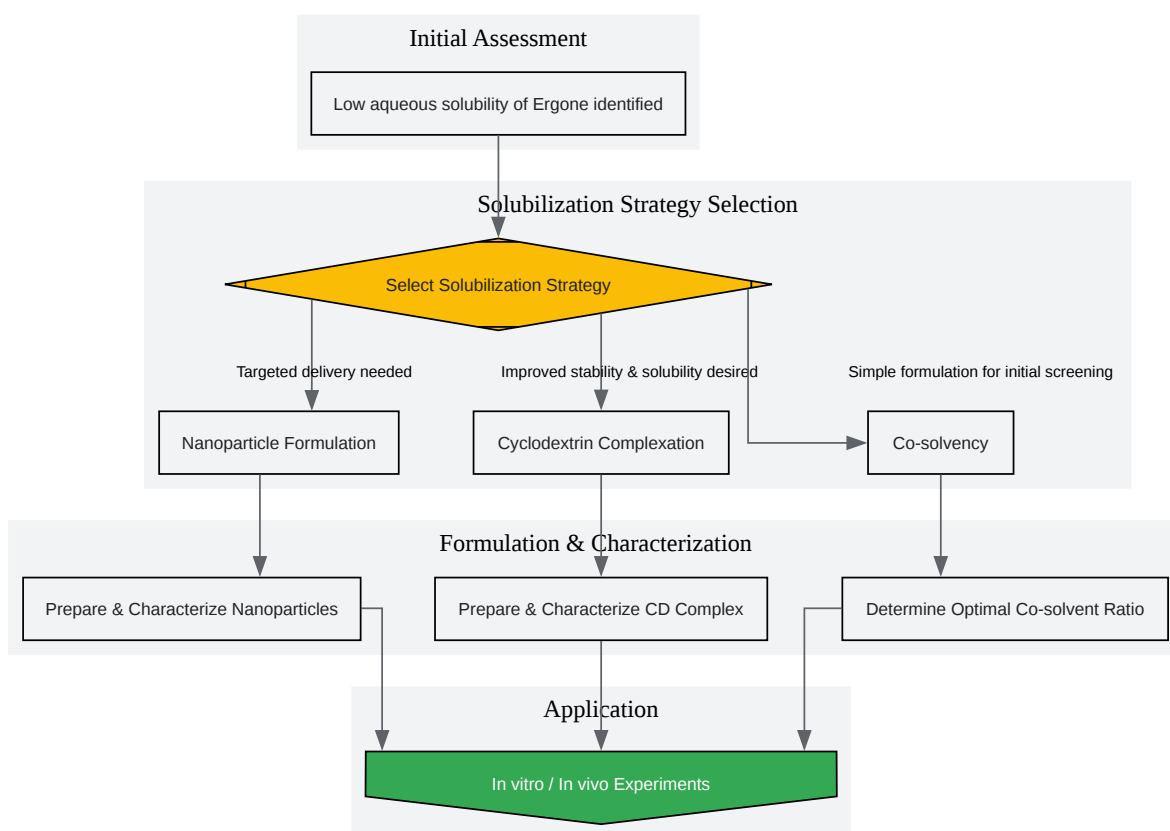 Initial Assessment
Low aqueous solubility of Ergone identified
Solubilization Strategy Selection
Select Solubilization Strategy
Targeted delivery needed
Improved stability & solubility desired
Simple formulation for initial screening
Nanoparticle Formulation
Cyclodextrin Complexation
Co-solvency
Formulation & Characterization
Prepare & Characterize Nanoparticles
Prepare & Characterize CD Complex
Determine Optimal Co-solvent Ratio
Application
In vitro / In vivo Experiments